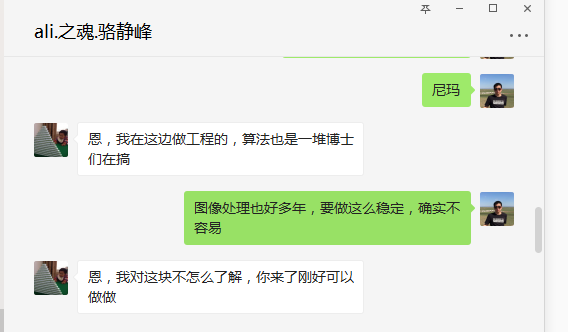 ali.之魂.骆静峰
尼玛
恩，我在这边做工程的，算法也是一堆博士
们在搞
图像处理也好多年，要做这么稳定，确实不
容易
恩，我对这块不怎么了解，你来了刚好可以
做做